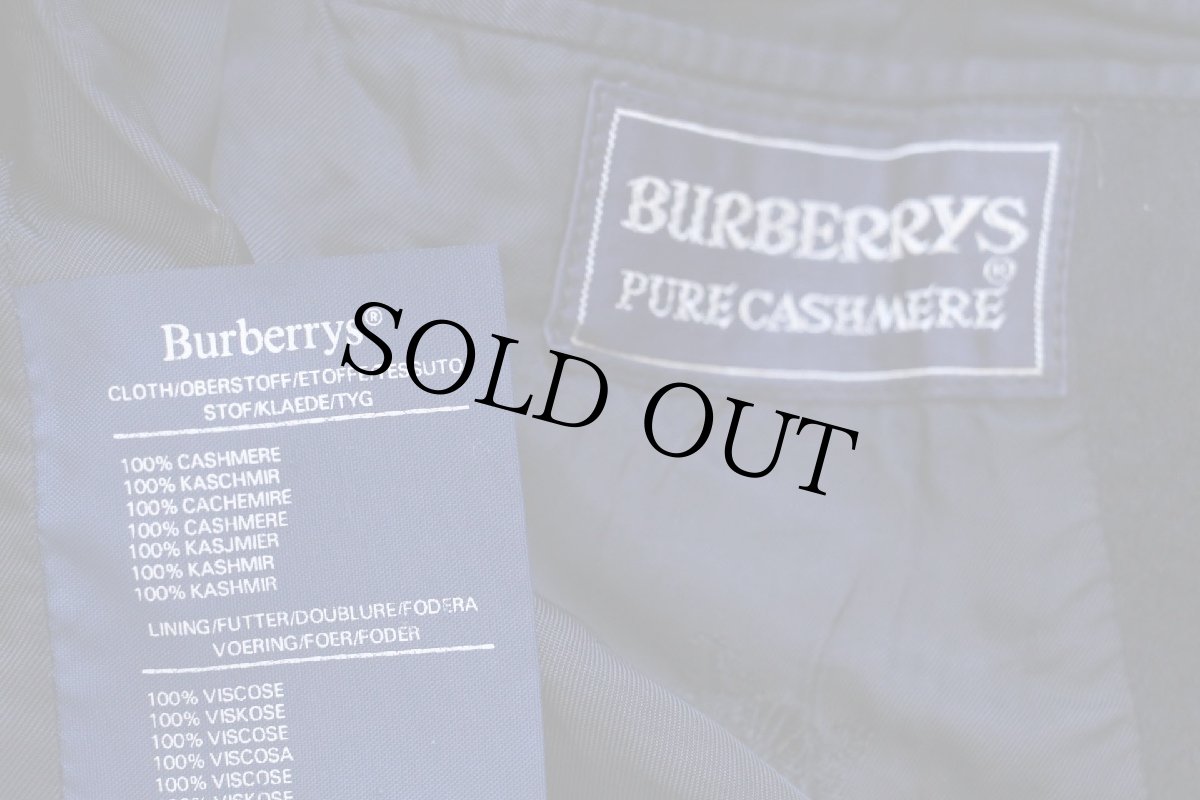 BURBERRYS
®
PURE CASHMERE
Burberrys®
CLOTH/OBERSTOFF/ETOFFE/TESSUTO
STOF/KLAEDE/TYG
100% CASHMERE
100% KASCHMIR
100% CACHEMIRE
100% CASHMERE
100% KASJMIER
100% KASHMIR
100% KASHMIR
LINING/FUTTER/DOUBLURE/FODERA
VOERING/FOER/FODER
100% VISCOSE
100% VISKOSE
100% VISCOSE
100% VISCOSA
100% VISCOSE
100% VISKOSE
SOLD OUT